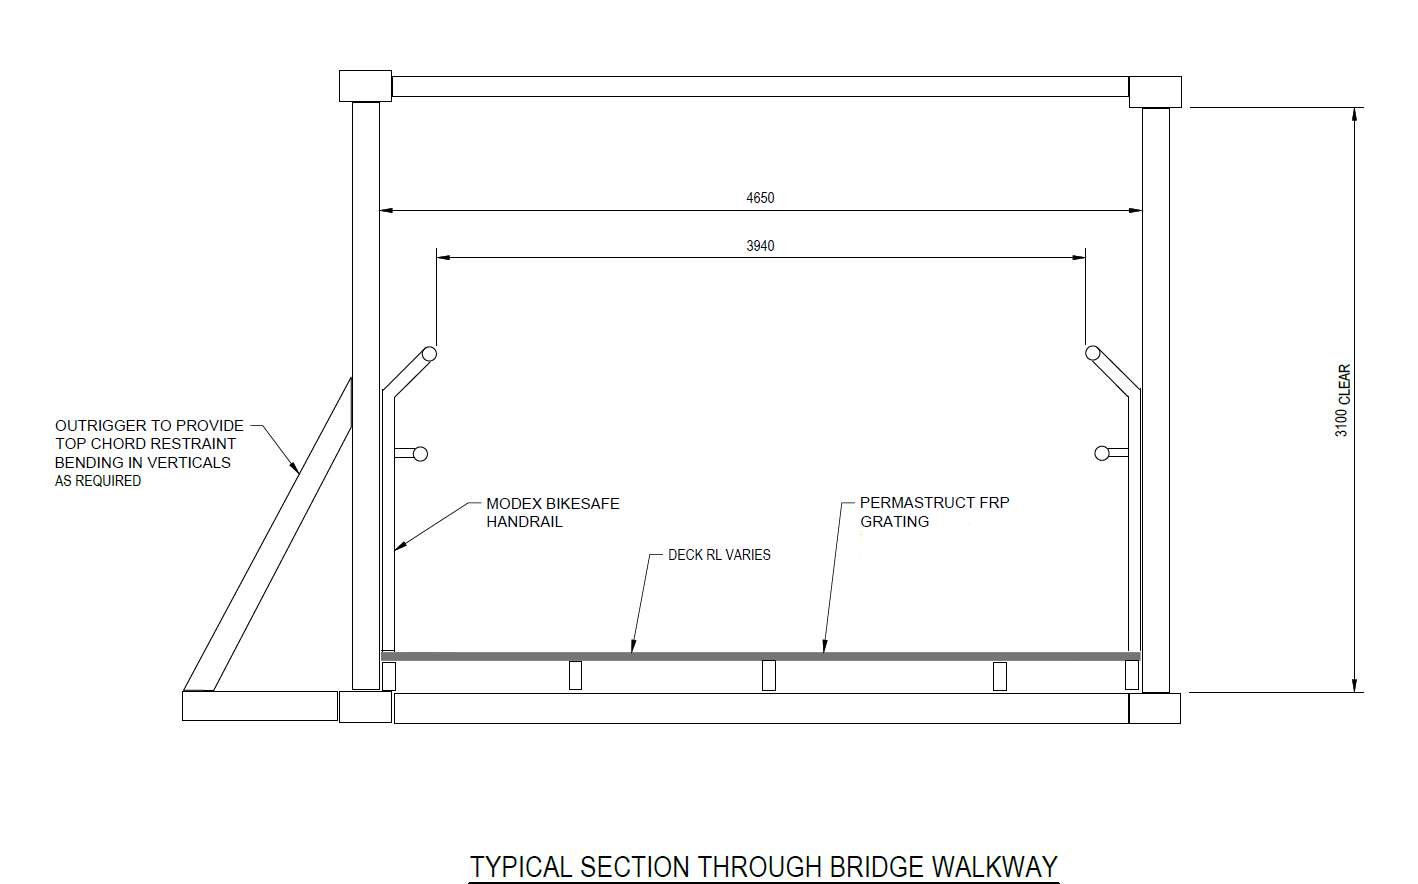 4650
3940
3100 CLEAR
OUTRIGGER TO PROVIDE
TOP CHORD RESTRAINT
BENDING IN VERTICALS
AS REQUIRED
MODEX BIKESAFE
HANDRAIL
PERMASTRUCT FRP
GRATING
DECK RL VARIES
TYPICAL SECTION THROUGH BRIDGE WALKWAY